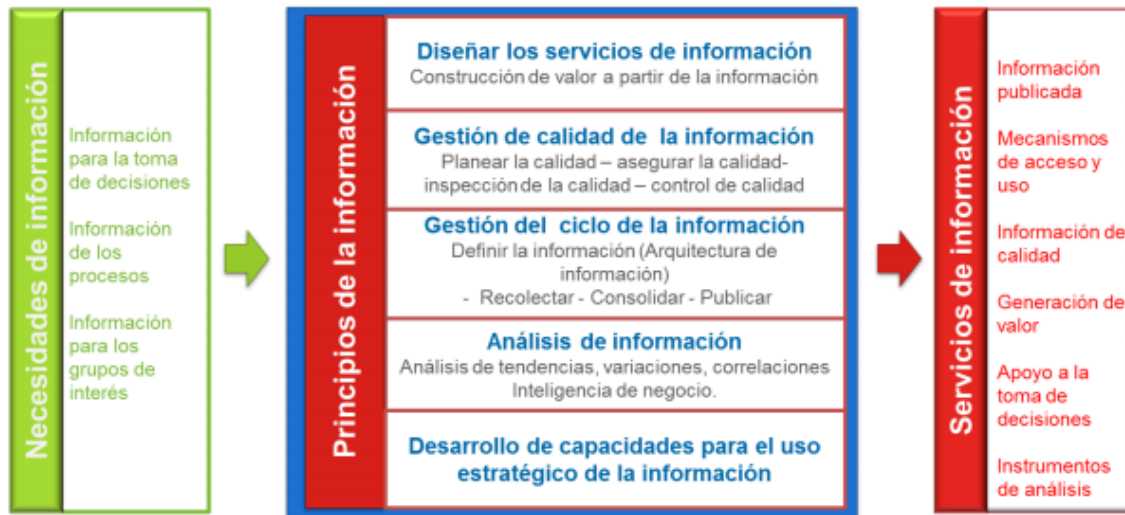 Necesidades de información
Información
para la toma
de decisiones
Información
de los
procesos
Información
para los
grupos de
interés
Principios de la información
Diseñar los servicios de información
Construcción de valor a partir de la información
Gestión de calidad de la información
Planear la calidad – asegurar la calidad-
inspección de la calidad – control de calidad
Gestión del ciclo de la información
Definir la información (Arquitectura de
información)
- Recolectar - Consolidar - Publicar
Análisis de información
Análisis de tendencias, variaciones, correlaciones
Inteligencia de negocio.
Desarrollo de capacidades para el uso
estratégico de la información
Servicios de información
Información
publicada
Mecanismos
de acceso y
uso
Información de
calidad
Generación de
valor
Apoyo a la
toma de
decisiones
Instrumentos
de análisis